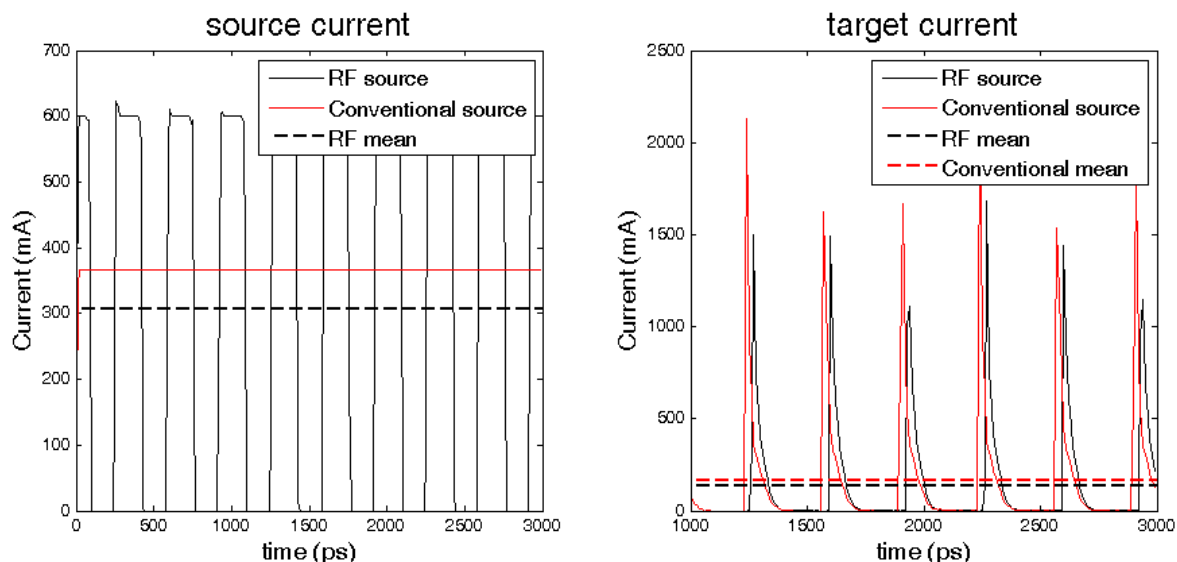 source current
700
600
500
400
300
200
100
0
Current (mA)
0 500 1000 1500 2000 2500 3000
time (ps)
RF source
Conventional source
RF mean
target current
2500
2000
1500
1000
500
0
Current (mA)
1000 1500 2000 2500 3000
time (ps)
RF source
Conventional source
RF mean
Conventional mean